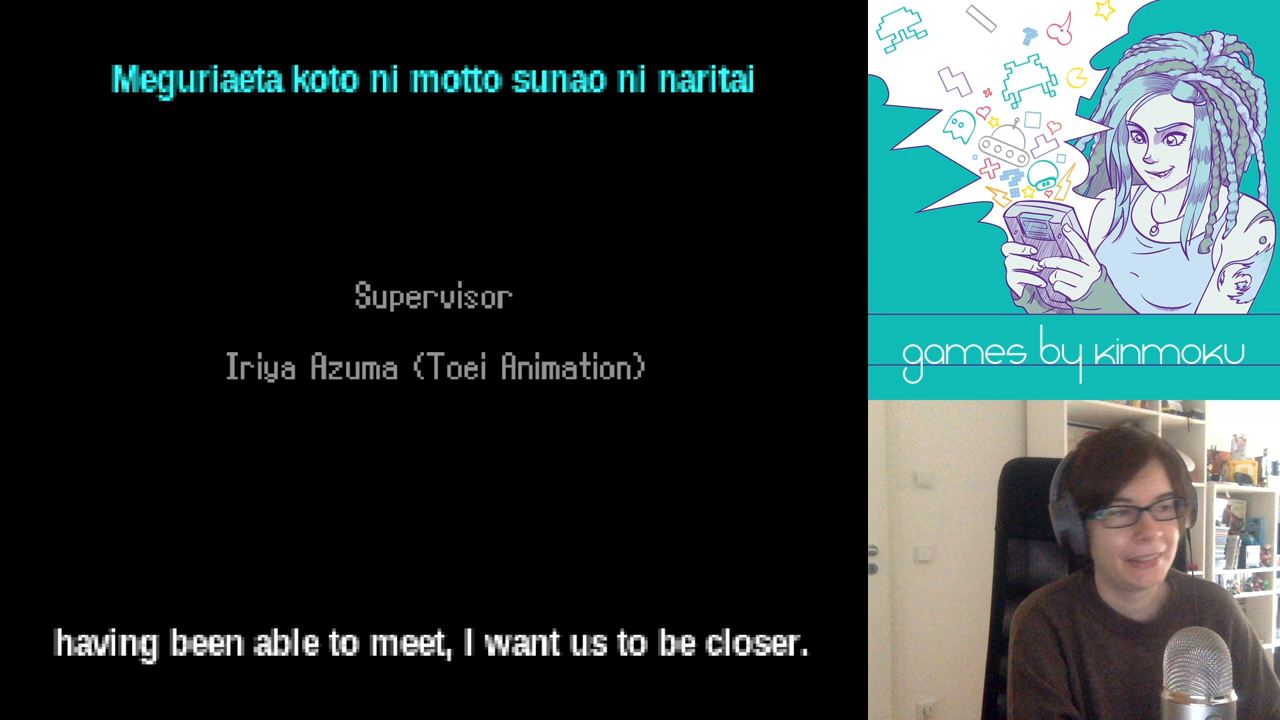 Meguriaeta koto ni motto sunao ni naritai
Supervisor
Iriya Azuma (Toei Animation)
having been able to meet, I want us to be closer.
games by kinmoku